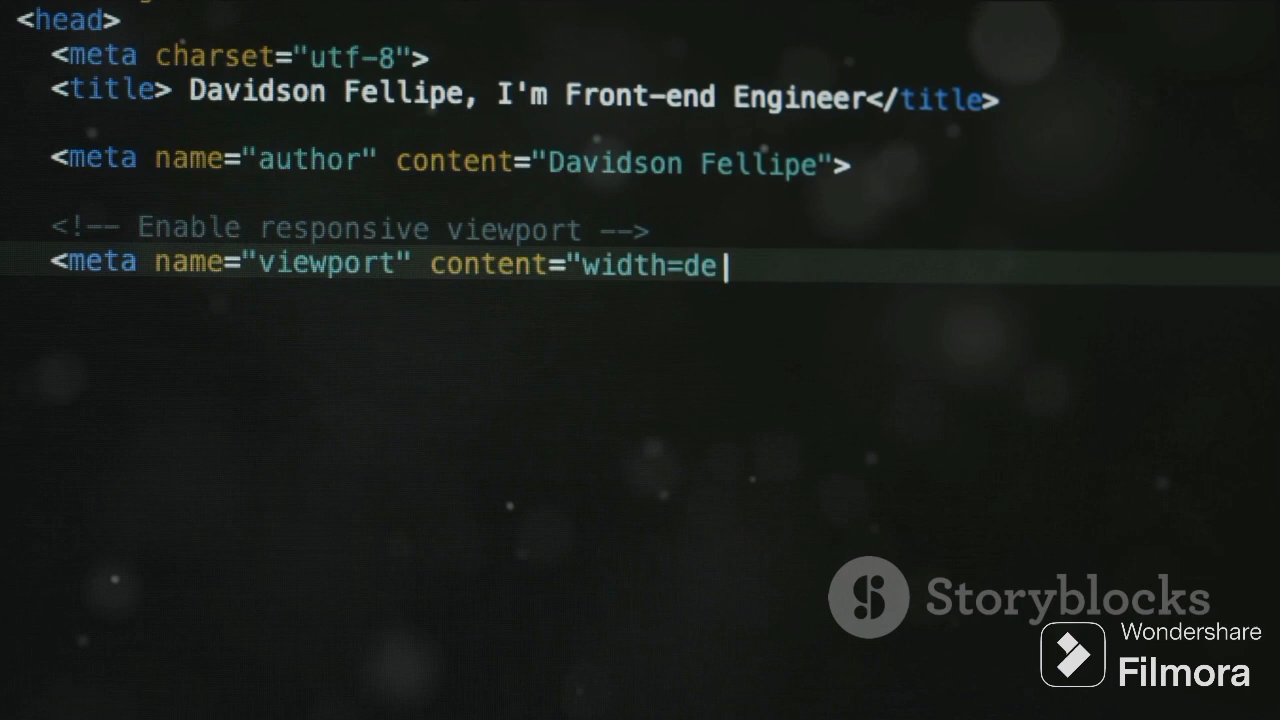 <head>
<meta charset="utf-8">
<title> Davidson Fellipe, I'm Front-end Engineer</title>
<meta name="author" content="Davidson Fellipe">
<!-- Enable responsive viewport -->
<meta name="viewport" content="width=de
Storyblocks
Wondershare
Filmora